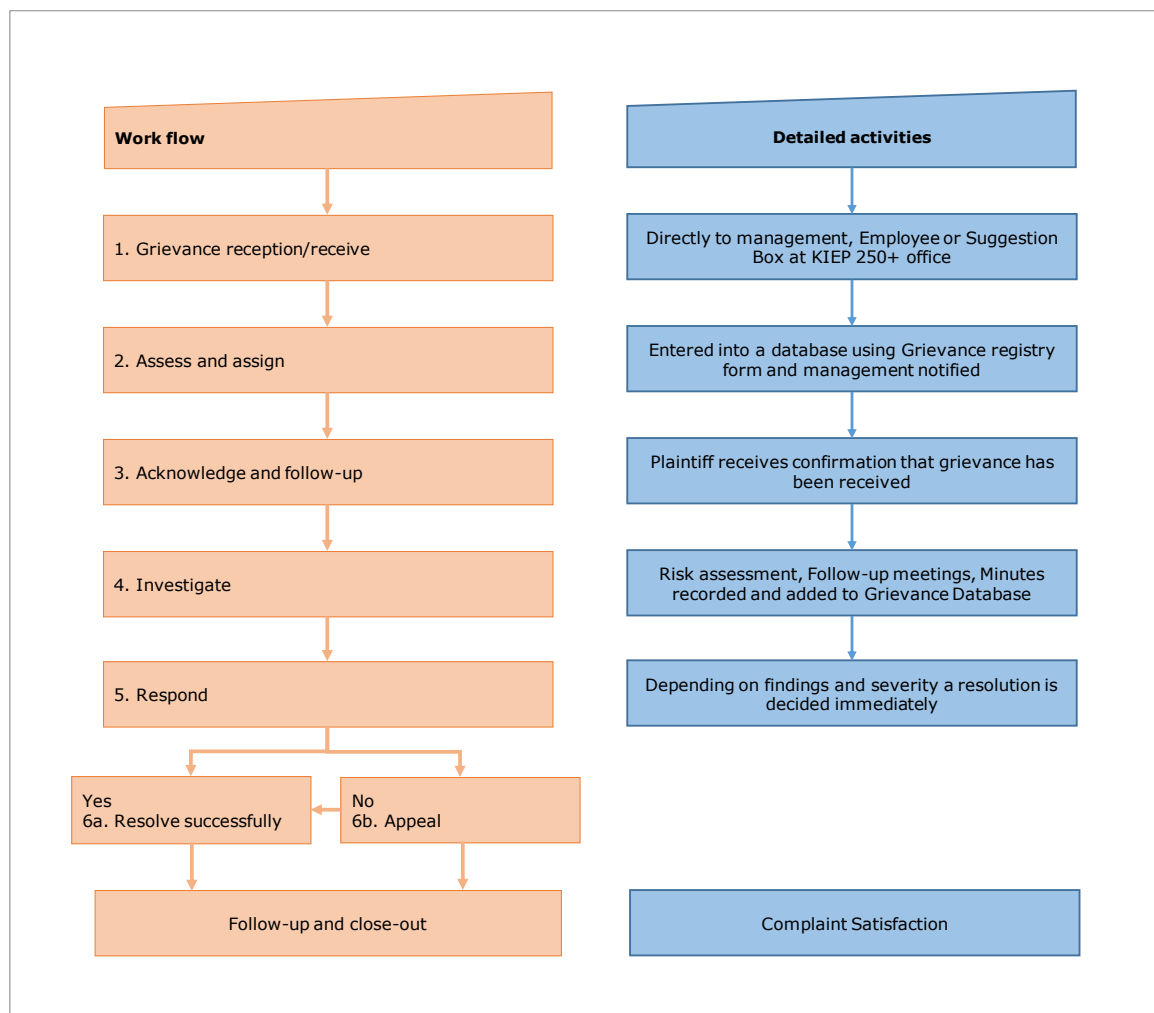 Work flow
Detailed activities
1. Grievance reception/receive
Directly to management, Employee or Suggestion
Box at KIEP 250+ office
2. Assess and assign
Entered into a database using Grievance registry
form and management notified
3. Acknowledge and follow-up
Plaintiff receives confirmation that grievance has
been received
4. Investigate
Risk assessment, Follow-up meetings, Minutes
recorded and added to Grievance Database
5. Respond
Depending on findings and severity a resolution is
decided immediately
Yes
6a. Resolve successfully
No
6b. Appeal
Follow-up and close-out
Complaint Satisfaction